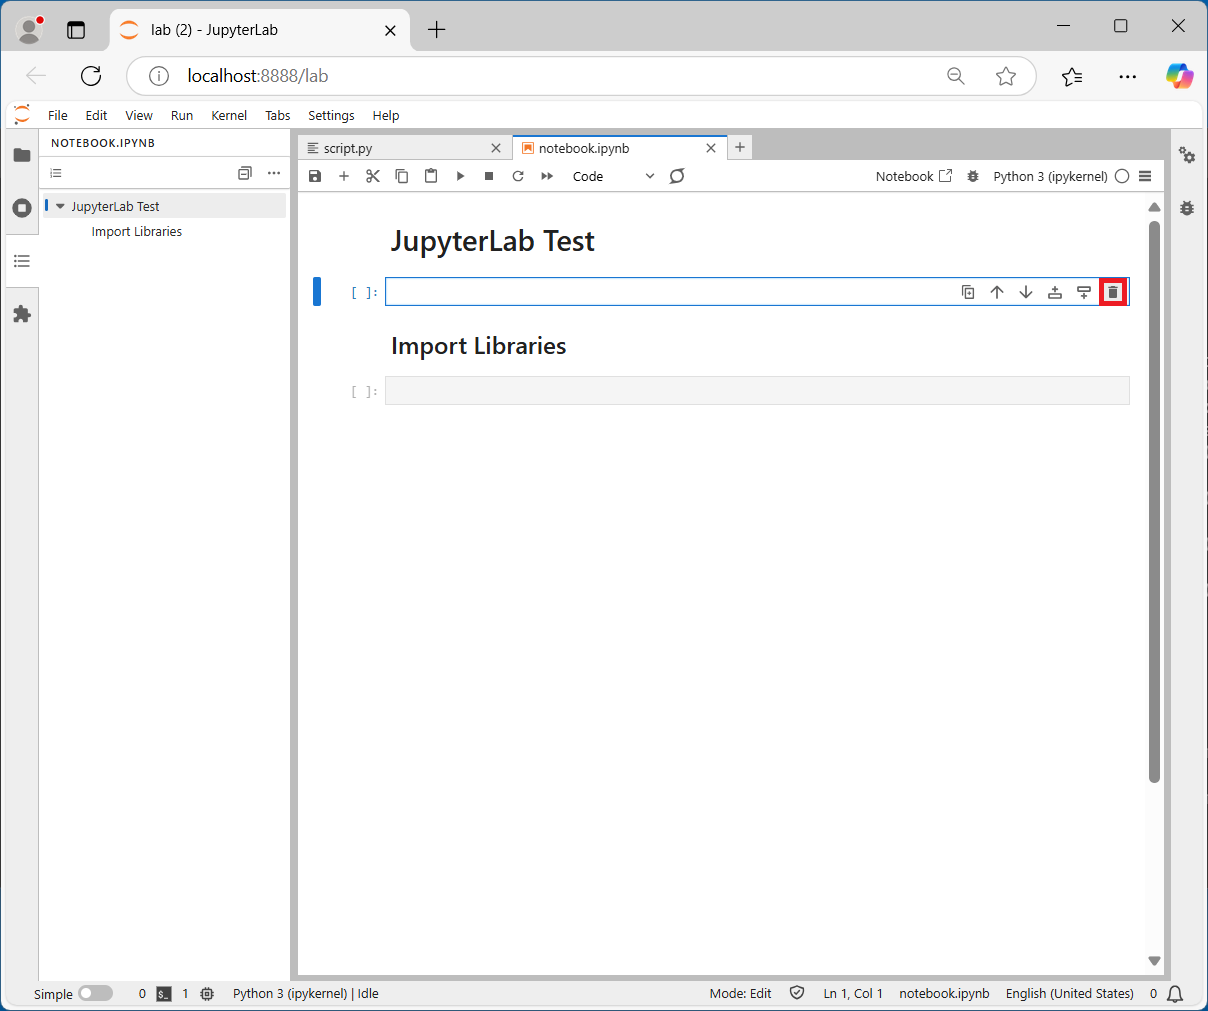 lab (2) - JupyterLab
localhost:8888/lab
File Edit View Run Kernel Tabs Settings Help
NOTEBOOK.IPYNB
JupyterLab Test
Import Libraries
script.py
notebook.ipynb
Code
Notebook
Python 3 (ipykernel)
JupyterLab Test
[ ]:
Import Libraries
[ ]:
Simple 0 $_ 1 Python 3 (ipykernel) | Idle Mode: Edit Ln 1, Col 1 notebook.ipynb English (United States) 0